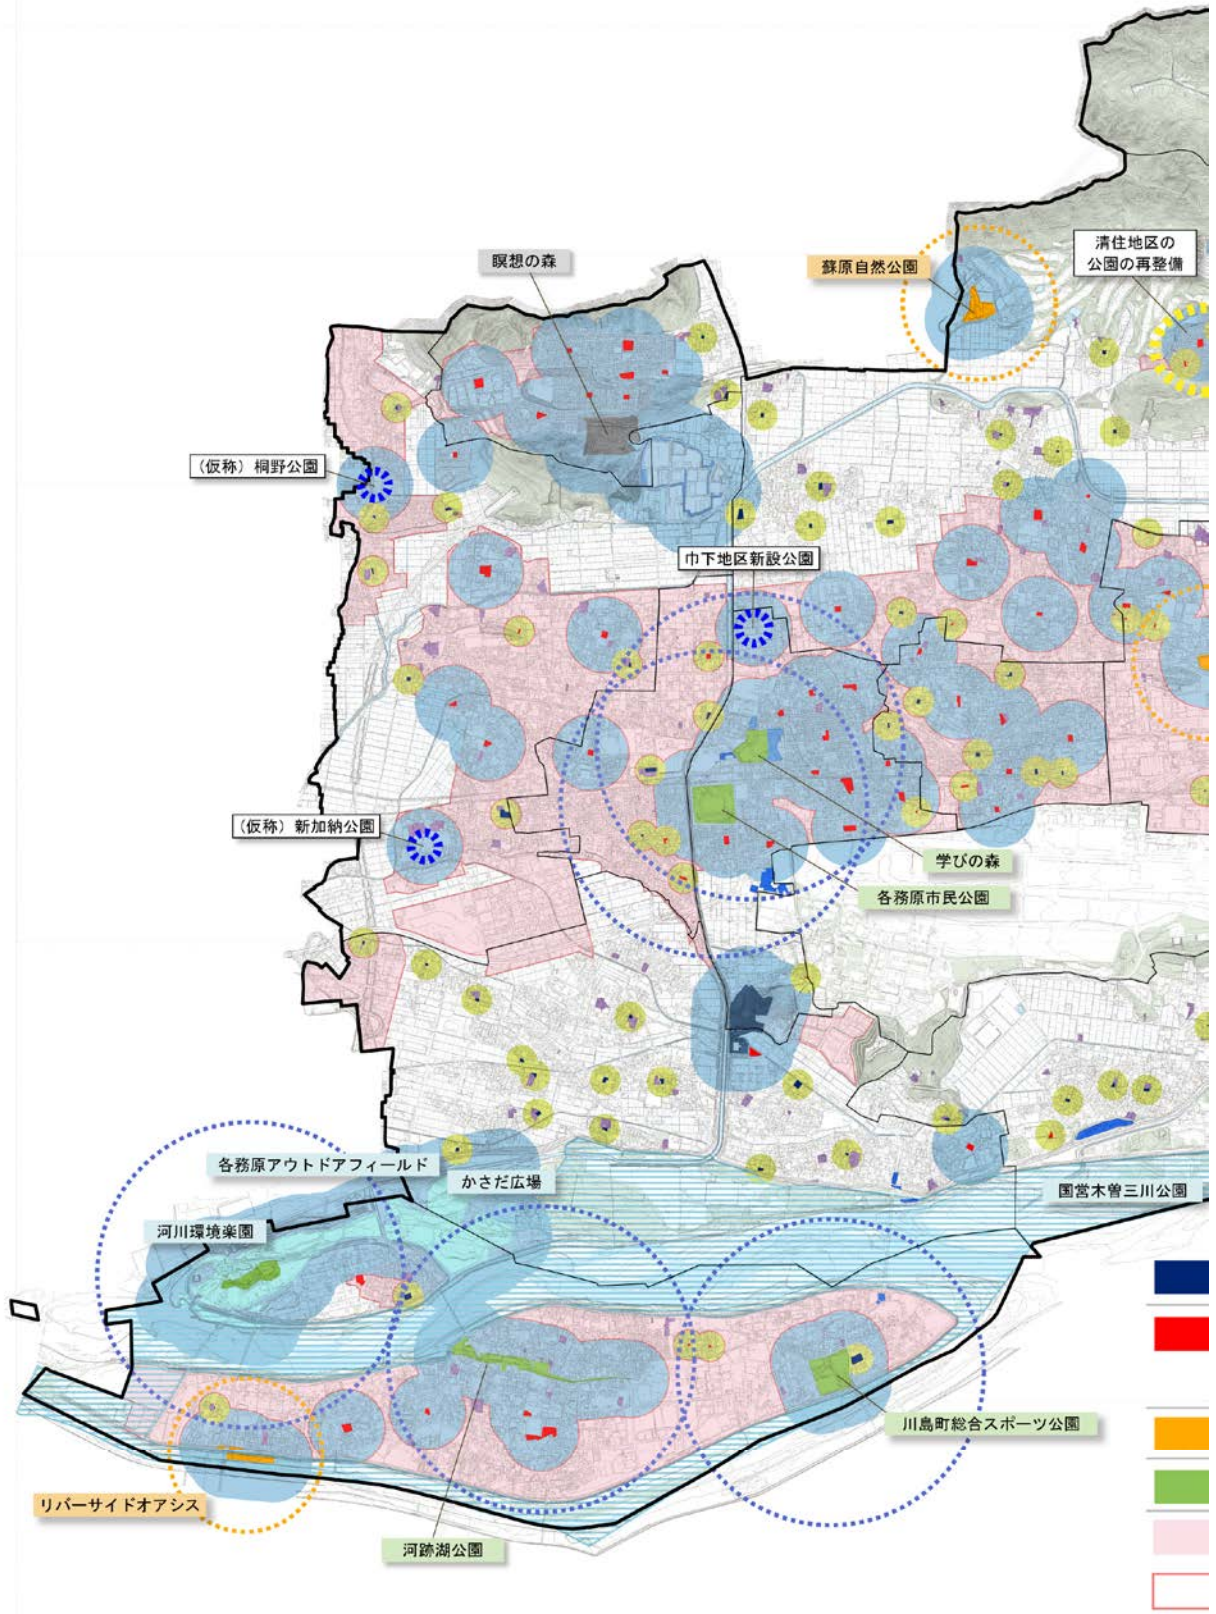 清住地区の
公園の再整備
瞑想の森
蘇原自然公園
(仮称)桐野公園
巾下地区新設公園
(仮称)新加納公園
学びの森
各務原市民公園
各務原アウトドアフィールド
かさだ広場
国営木曽三川公園
河川環境楽園
川島町総合スポーツ公園
リバーサイドオアシス
河跡湖公園